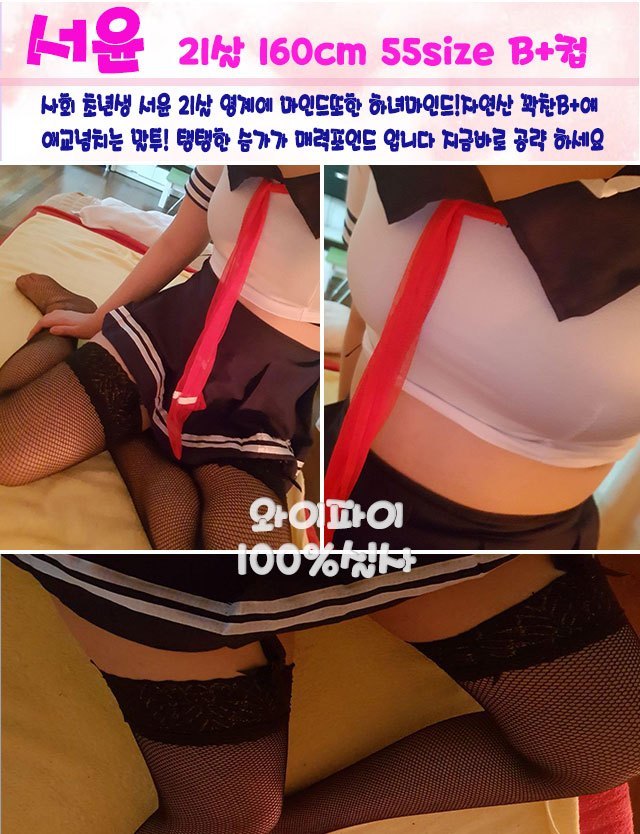 서윤 21살 160cm 55size B+컵
사회 초년생 서윤 21살 영계에 마인드또한 하녀마인드!자연산 꽉찬B+에
애교넘치는 말투! 탱탱한 슴가가 매력포인드 입니다 지금바로 공략 하세요
와이파이
100%실사